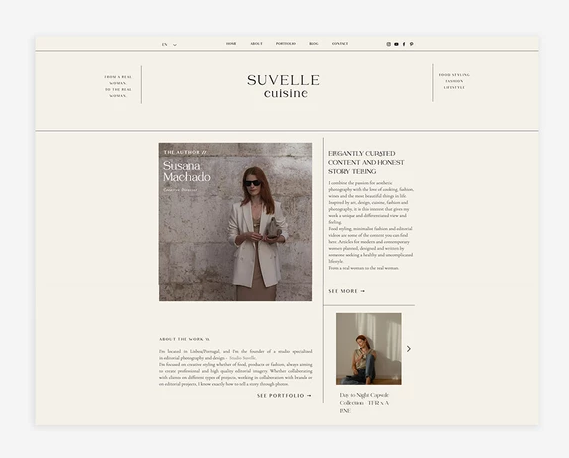 EN
HOME ABOUT PORTFOLIO BLOG CONTACT
FROM A REAL
WOMAN,
TO THE REAL
WOMAN.
SUVELLE
cuisine
FOOD STYLING
FASHION
LIFESTYLE
THE AUTHOR //
Susana
Machado
ELEGANTLY CURATED
CONTENT AND HONEST
STORY TELLING
I combine the passion for aesthetic
photography with the love of cooking, fashion,
wines and the most beautiful things in life.
Inspired by art, design, cuisine, fashion and
photography, it is this interest that gives my
work a unique and differentiated view and
feeling.
Food styling, minimalist fashion and editorial
videos are some of the content you can find
here. Articles for modern and contemporary
women planned, designed and written by
someone seeking a healthy and uncomplicated
lifestyle.
From a real woman to the real woman.
SEE MORE →
ABOUT THE WORK
I'm located in Lisboa/Portugal, and I'm the founder of a studio specialized
in editorial photography and design - Studio Suvelle.
I'm focused on creative styling whether of food, products or fashion, always aiming
to create professional and high quality editorial imagery. Whether collaborating
with clients on different types of projects, working in collaboration with brands or
on editorial projects, I know exactly how to tell a story through photos.
SEE PORTFOLIO →
Day to Night Capsule
Collection